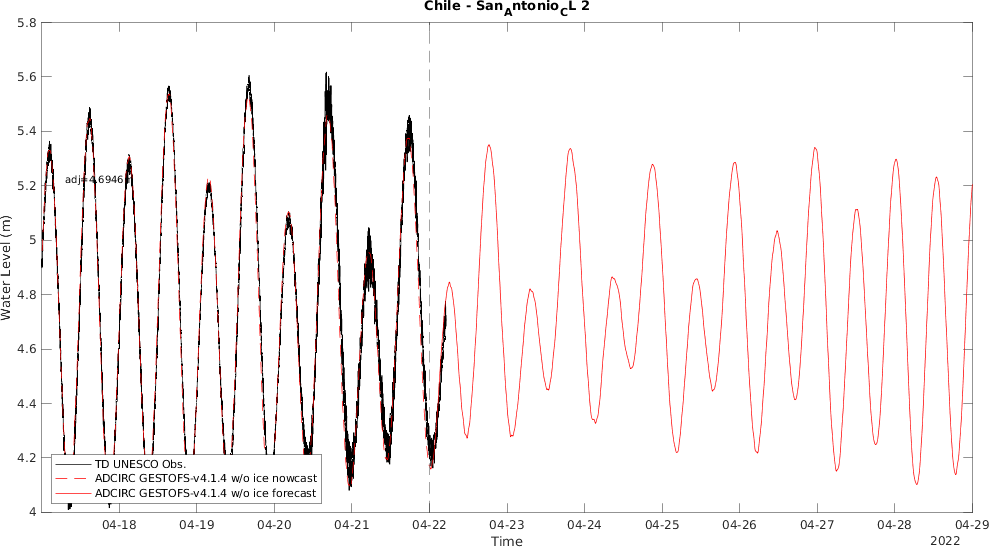 Chile - SanAntonioCL 2
5.8
5.6
5.4
5.2
5
4.8
4.6
4.4
4.2
4
Water Level (m)
adj=4.6946
TD UNESCO Obs.
ADCIRC GESTOFS-v4.1.4 w/o ice nowcast
ADCIRC GESTOFS-v4.1.4 w/o ice forecast
04-18 04-19 04-20 04-21 04-22 04-23 04-24 04-25 04-26 04-27 04-28 04-29
Time
2022